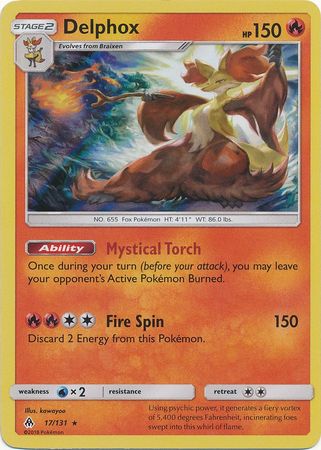 STAGE2
Delphox
HP 150
Evolves from Braixen
NO. 655 Fox Pokémon HT: 4'11" WT: 86.0 lbs.
Ability Mystical Torch
Once during your turn (before your attack), you may leave
your opponent's Active Pokémon Burned.
Fire Spin 150
Discard 2 Energy from this Pokémon.
weakness ×2 resistance retreat
Illus. kawayoo
17/131 ★
©2018 Pokémon
Using psychic power, it generates a fiery vortex
of 5,400 degrees Fahrenheit, incinerating foes
swept into this whirl of flame.